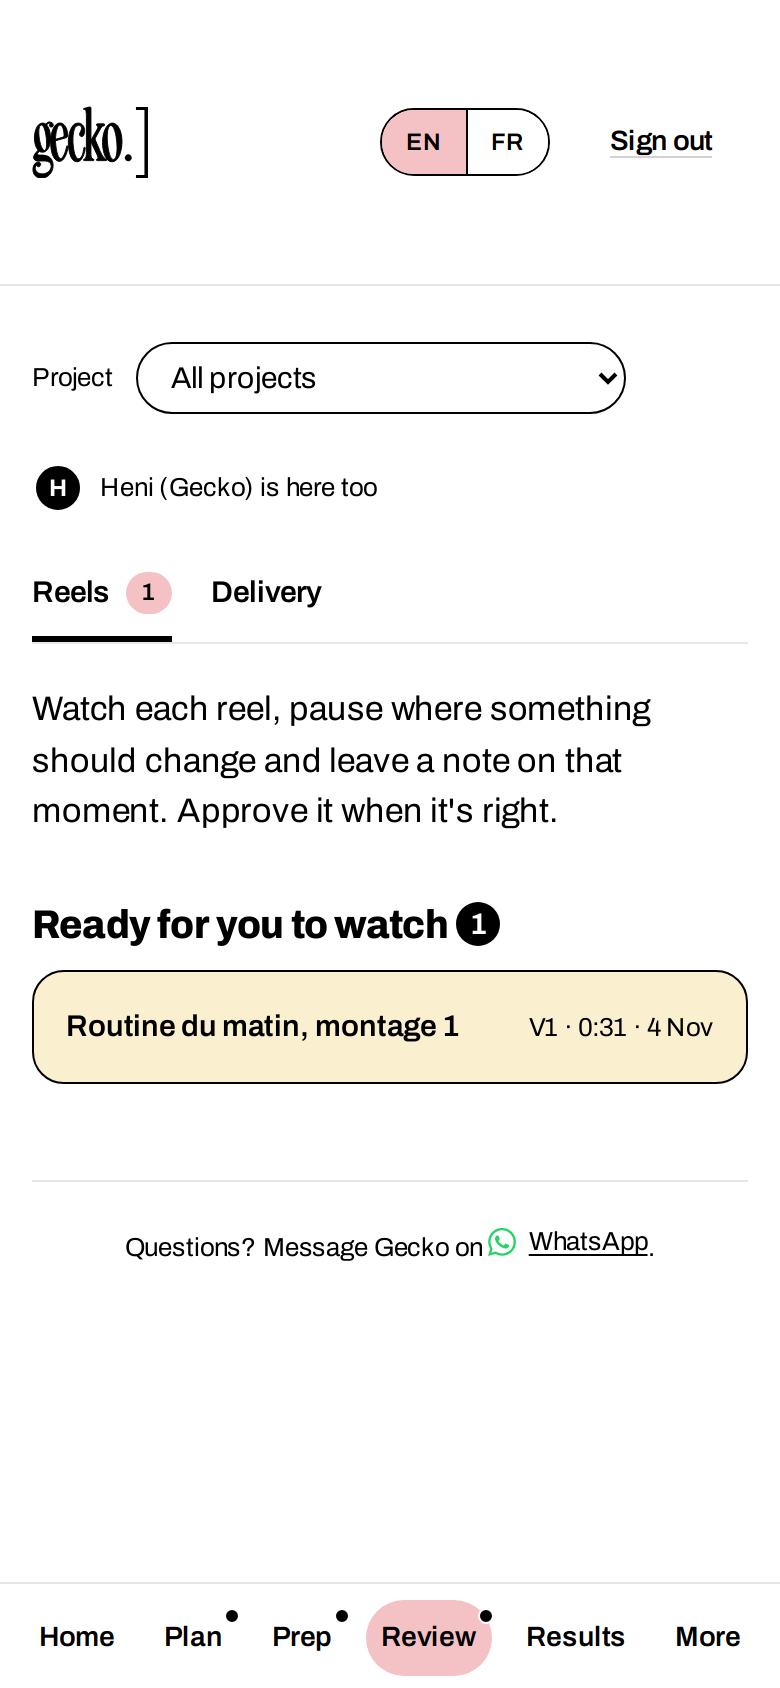 gecko.]
EN FR Sign out
Project All projects
H Heni (Gecko) is here too
Reels 1 Delivery
Watch each reel, pause where something
should change and leave a note on that
moment. Approve it when it's right.
Ready for you to watch 1
Routine du matin, montage 1 V1 · 0:31 · 4 Nov
Questions? Message Gecko on WhatsApp.
Home Plan Prep Review Results More